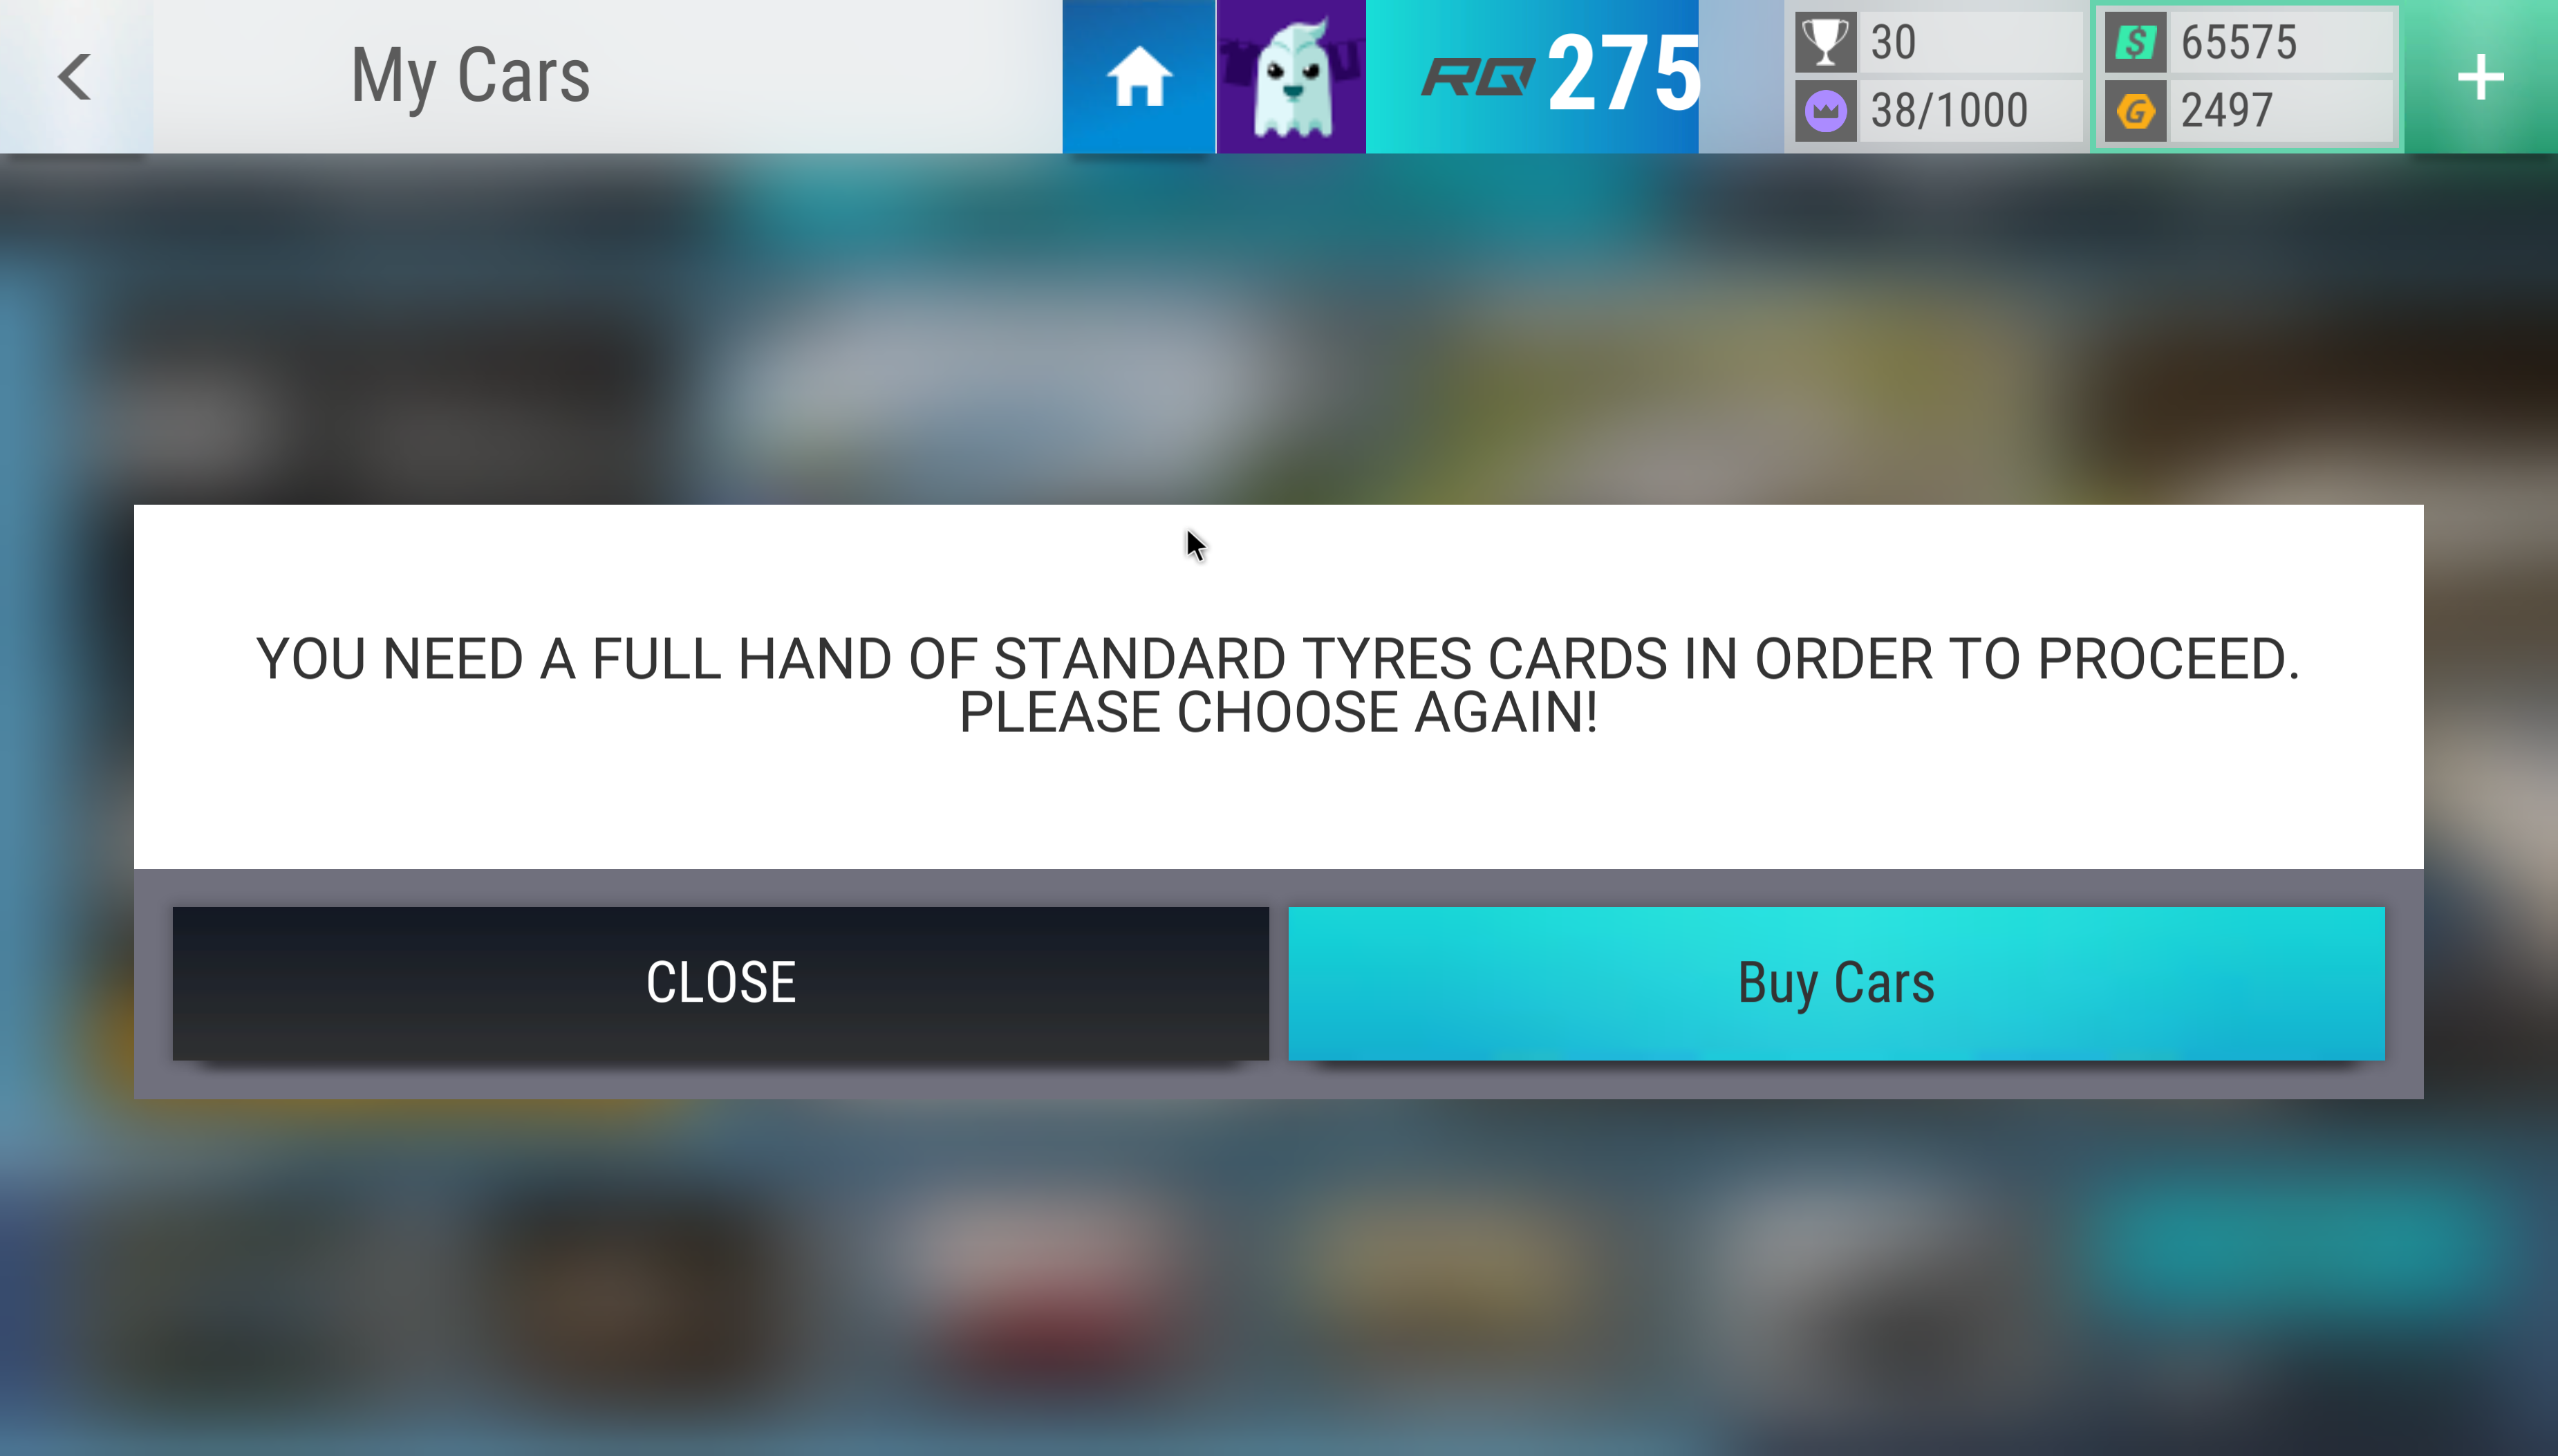 My Cars
RQ 275
30
38/1000
$ 65575
G 2497
YOU NEED A FULL HAND OF STANDARD TYRES CARDS IN ORDER TO PROCEED.
PLEASE CHOOSE AGAIN!
CLOSE
Buy Cars